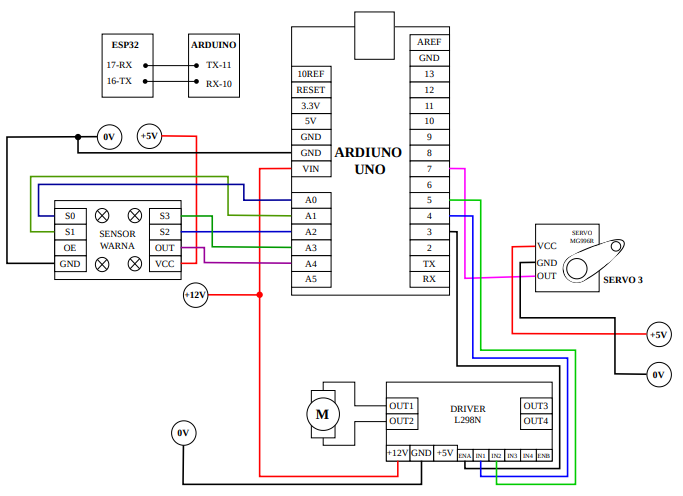 ESP32
ARDUINO
17-RX
TX-11
16-TX
RX-10
0V
+5V
ARDIUNO
UNO
10REF
RESET
3.3V
5V
GND
GND
VIN
A0
A1
A2
A3
A4
A5
AREF
GND
13
12
11
10
9
8
7
6
5
4
3
2
TX
RX
S0
S1
OE
GND
SENSOR
WARNA
S3
S2
OUT
VCC
+12V
SERVO
MG996R
VCC
GND
OUT
SERVO 3
+5V
0V
M
OUT1
OUT2
DRIVER
L298N
OUT3
OUT4
+12V
GND
+5V
ENA
IN1
IN2
IN3
IN4
ENB
0V